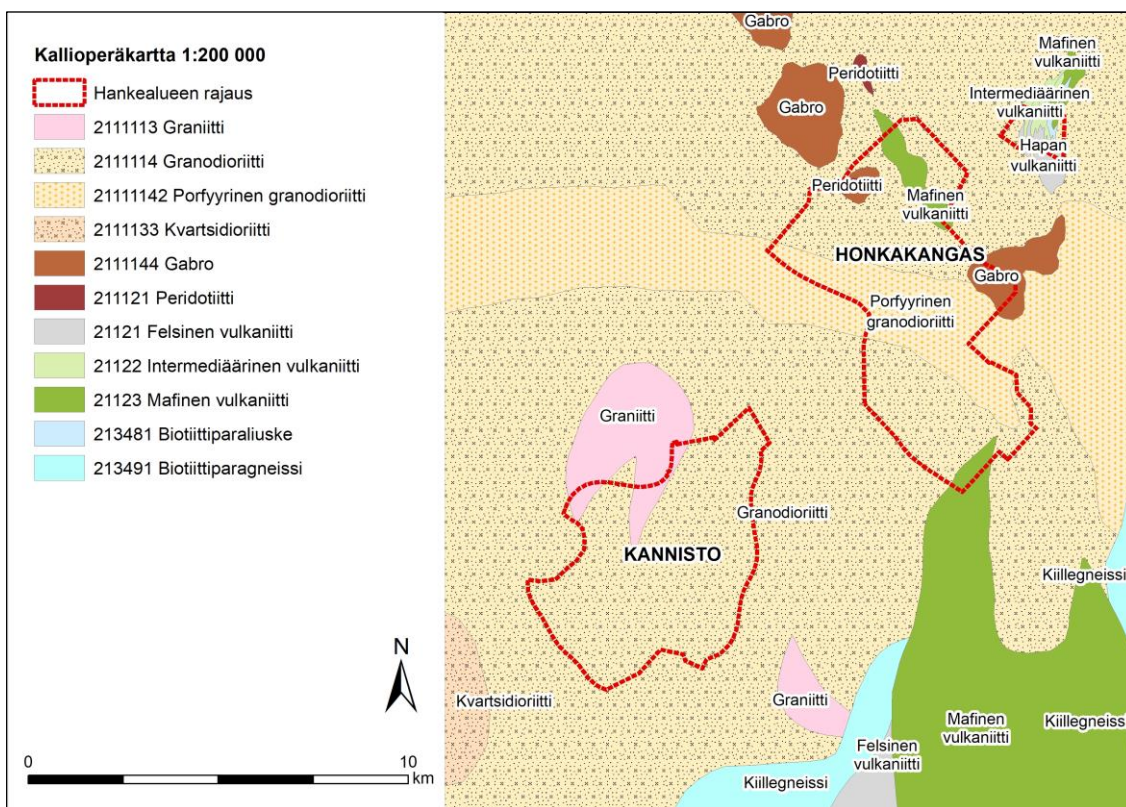 Kallioperäkartta 1:200 000
Hankealueen rajaus
2111113 Graniitti
2111114 Granodioriitti
21111142 Porfyyrinen granodioriitti
2111133 Kvartsidioriitti
2111144 Gabro
211121 Peridotiitti
21121 Felsinen vulkaniitti
21122 Intermediäärinen vulkaniitti
21123 Mafinen vulkaniitti
213481 Biotiittiparaliuske
213491 Biotiittiparagneissi
N
0
10
km
Gabro
Mafinen
vulkaniitti
Peridotiitti
Gabro
Intermediäärinen
vulkaniitti
Hapan
vulkaniitti
Peridotiitti
Mafinen
vulkaniitti
HONKAKANGAS
Gabro
Porfyyrinen
granodioriitti
Graniitti
Granodioriitti
KANNISTO
Kiillegneissi
Kvartsidioriitti
Graniitti
Mafinen
vulkaniitti
Kiillegneissi
Felsinen
vulkaniitti
Kiillegneissi